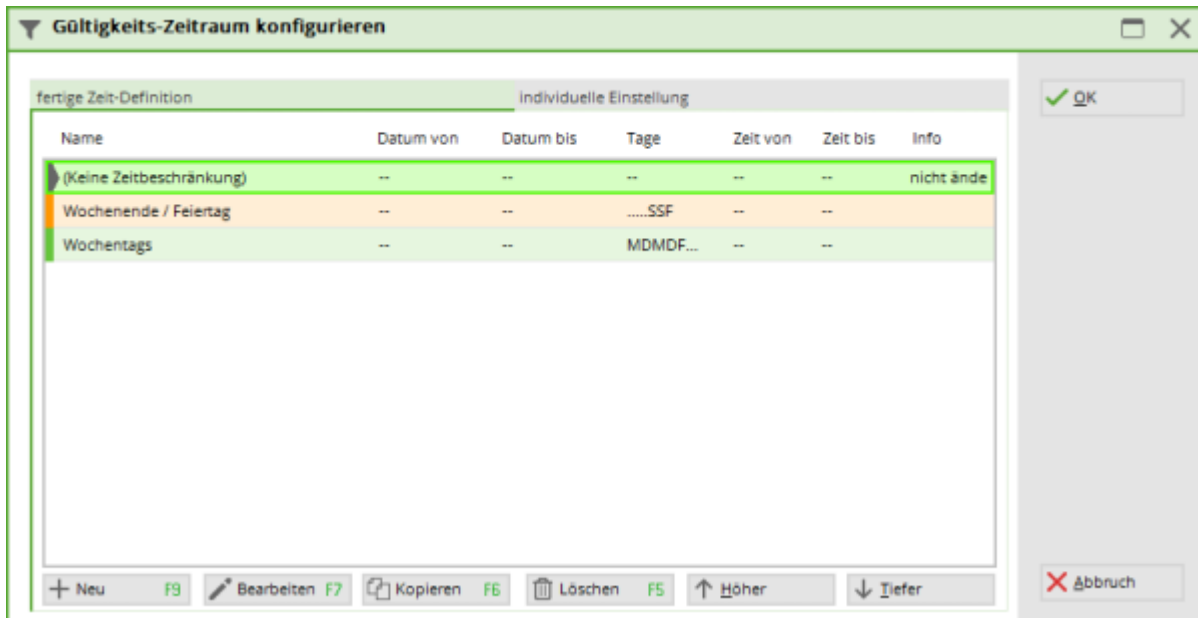 Gültigkeits-Zeitraum konfigurieren
fertige Zeit-Definition individuelle Einstellung
OK
Name Datum von Datum bis Tage Zeit von Zeit bis Info
(Keine Zeitbeschränkung) -- -- -- -- -- nicht ände
Wochenende / Feiertag -- -- .....SSF -- --
Wochentags -- -- MDMDF... -- --
Neu F9 Bearbeiten F7 Kopieren F6 Löschen F5 Höher Tiefer
Abbruch